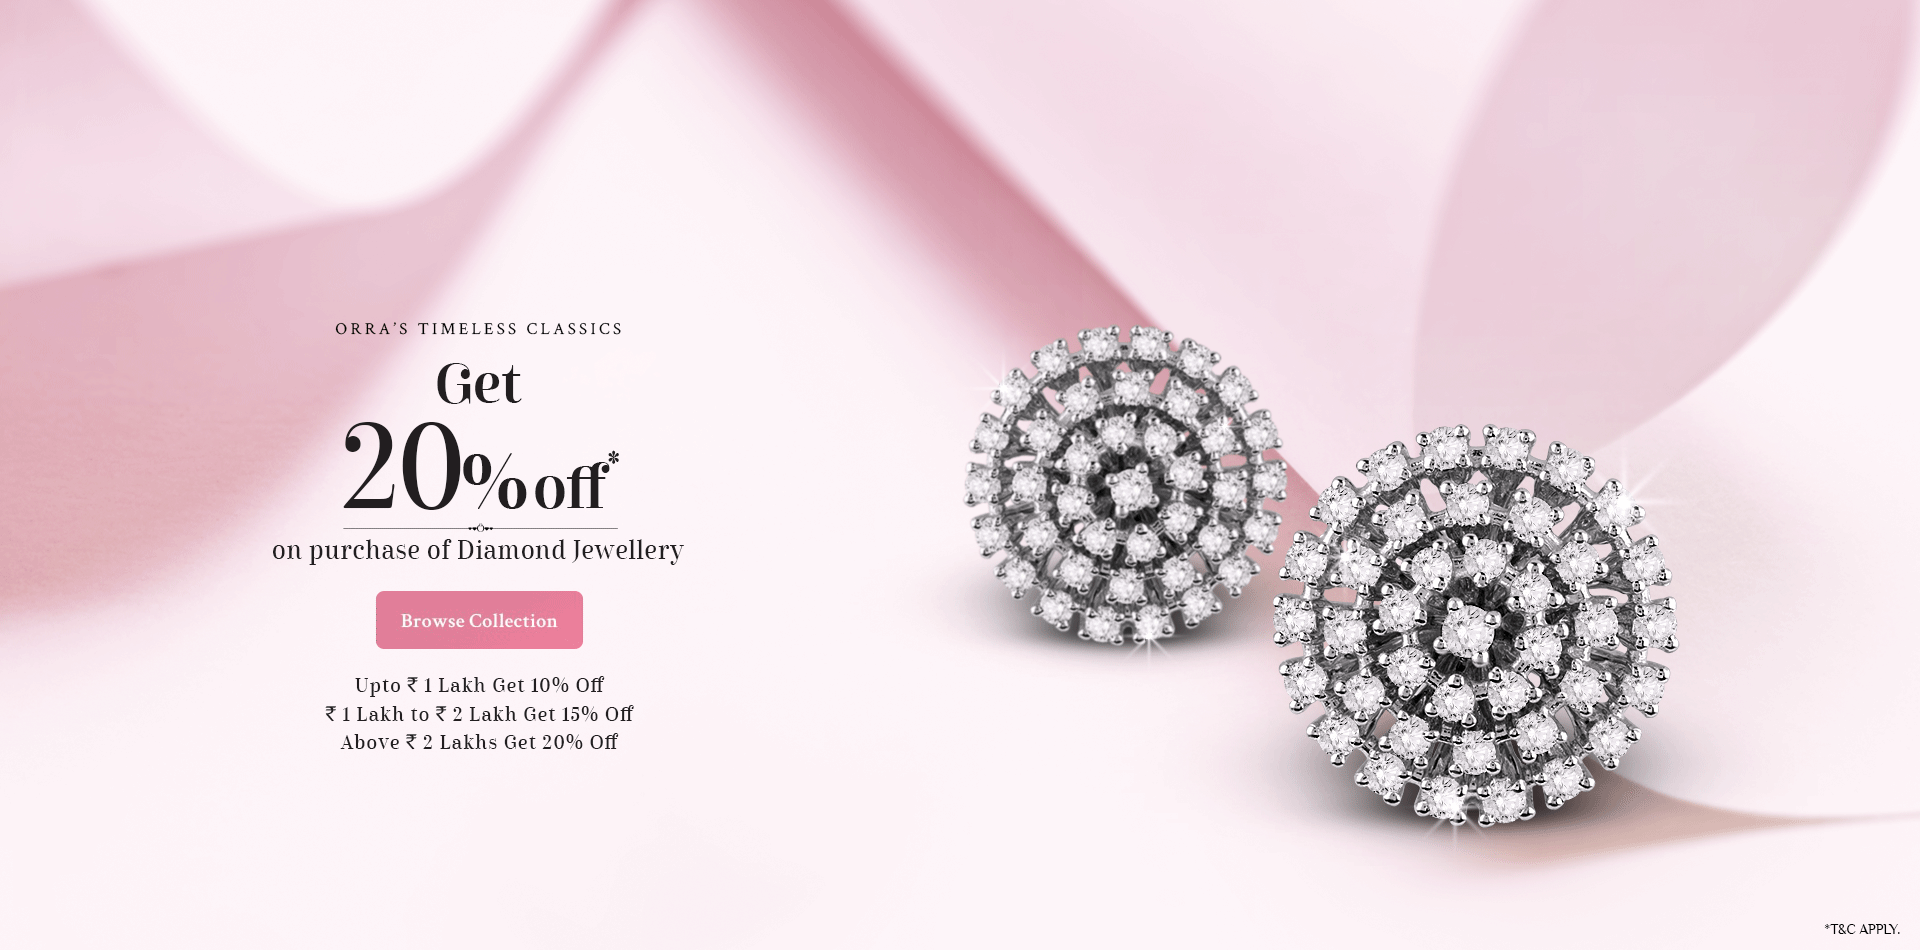 ORRA'S TIMELESS CLASSICS
Get
20% off*
on purchase of Diamond Jewellery
Browse Collection
Upto ₹ 1 Lakh Get 10% Off
₹ 1 Lakh to ₹ 2 Lakh Get 15% Off
Above ₹ 2 Lakhs Get 20% Off
*T&C APPLY.